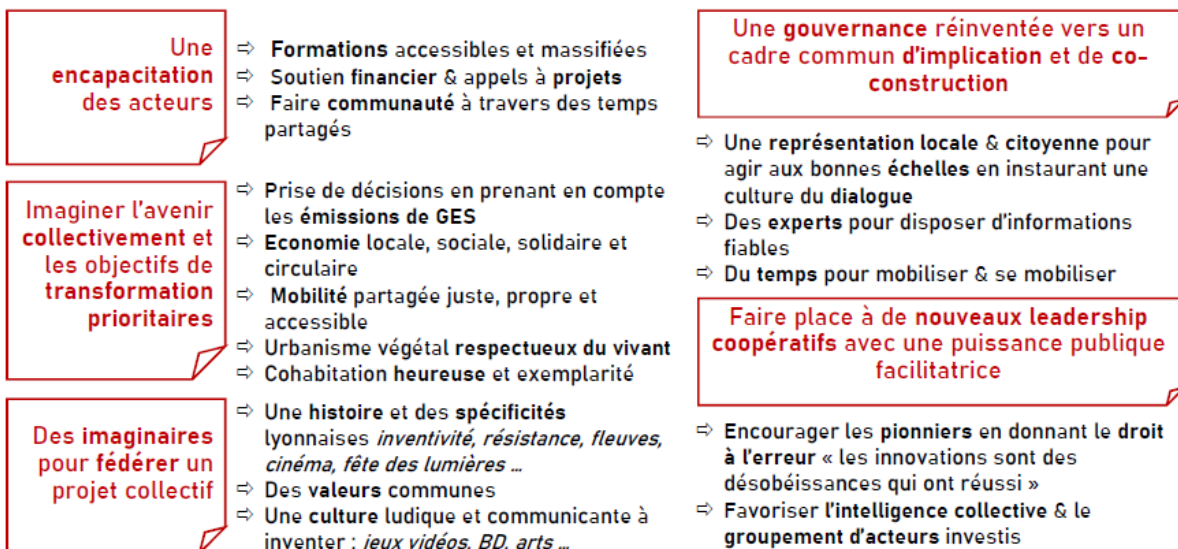 Une
encapacitation
des acteurs
⇨ Formations accessibles et massifiées
⇨ Soutien financier & appels à projets
⇨ Faire communauté à travers des temps
partagés
Imaginer l'avenir
collectivement et
les objectifs de
transformation
prioritaires
⇨ Prise de décisions en prenant en compte
les émissions de GES
⇨ Economie locale, sociale, solidaire et
circulaire
⇨ Mobilité partagée juste, propre et
accessible
⇨ Urbanisme végétal respectueux du vivant
⇨ Cohabitation heureuse et exemplarité
Des imaginaires
pour fédérer un
projet collectif
⇨ Une histoire et des spécificités
lyonnaises inventivité, résistance, fleuves,
cinéma, fête des lumières ...
⇨ Des valeurs communes
⇨ Une culture ludique et communicante à
inventer : jeux vidéos, BD, arts ...
Une gouvernance réinventée vers un
cadre commun d'implication et de co-
construction
⇨ Une représentation locale & citoyenne pour
agir aux bonnes échelles en instaurant une
culture du dialogue
⇨ Des experts pour disposer d'informations
fiables
⇨ Du temps pour mobiliser & se mobiliser
Faire place à de nouveaux leadership
coopératifs avec une puissance publique
facilitatrice
⇨ Encourager les pionniers en donnant le droit
à l'erreur « les innovations sont des
désobéissances qui ont réussi »
⇨ Favoriser l'intelligence collective & le
groupement d'acteurs investis